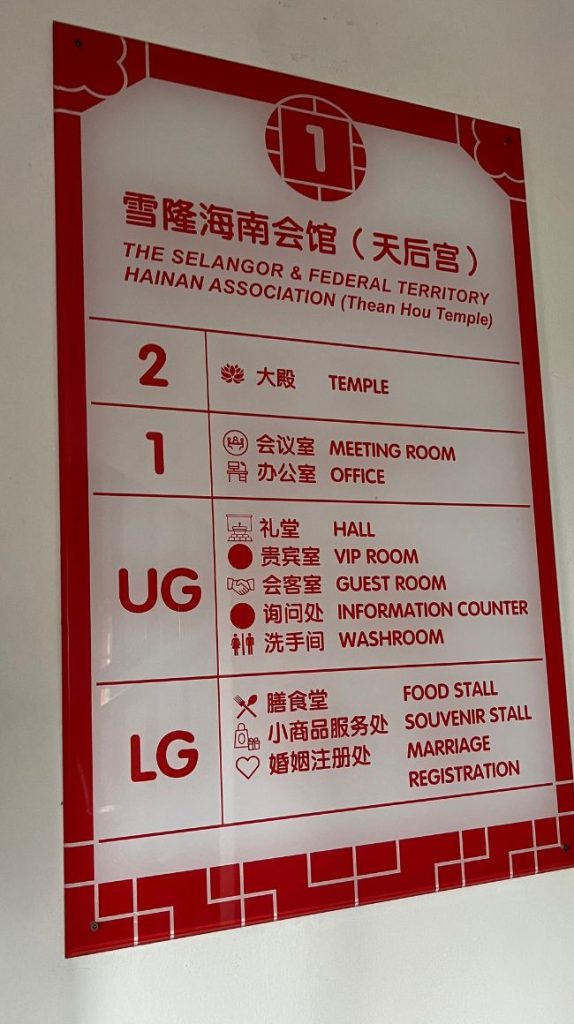 1
雪隆海南会馆（天后宫）
THE SELANGOR & FEDERAL TERRITORY
HAINAN ASSOCIATION (Thean Hou Temple)
2
大殿 TEMPLE
1
会议室 MEETING ROOM
办公室 OFFICE
UG
礼堂 HALL
贵宾室 VIP ROOM
会客室 GUEST ROOM
询问处 INFORMATION COUNTER
洗手间 WASHROOM
LG
膳食堂 FOOD STALL
小商品服务处 SOUVENIR STALL
婚姻注册处 MARRIAGE
REGISTRATION